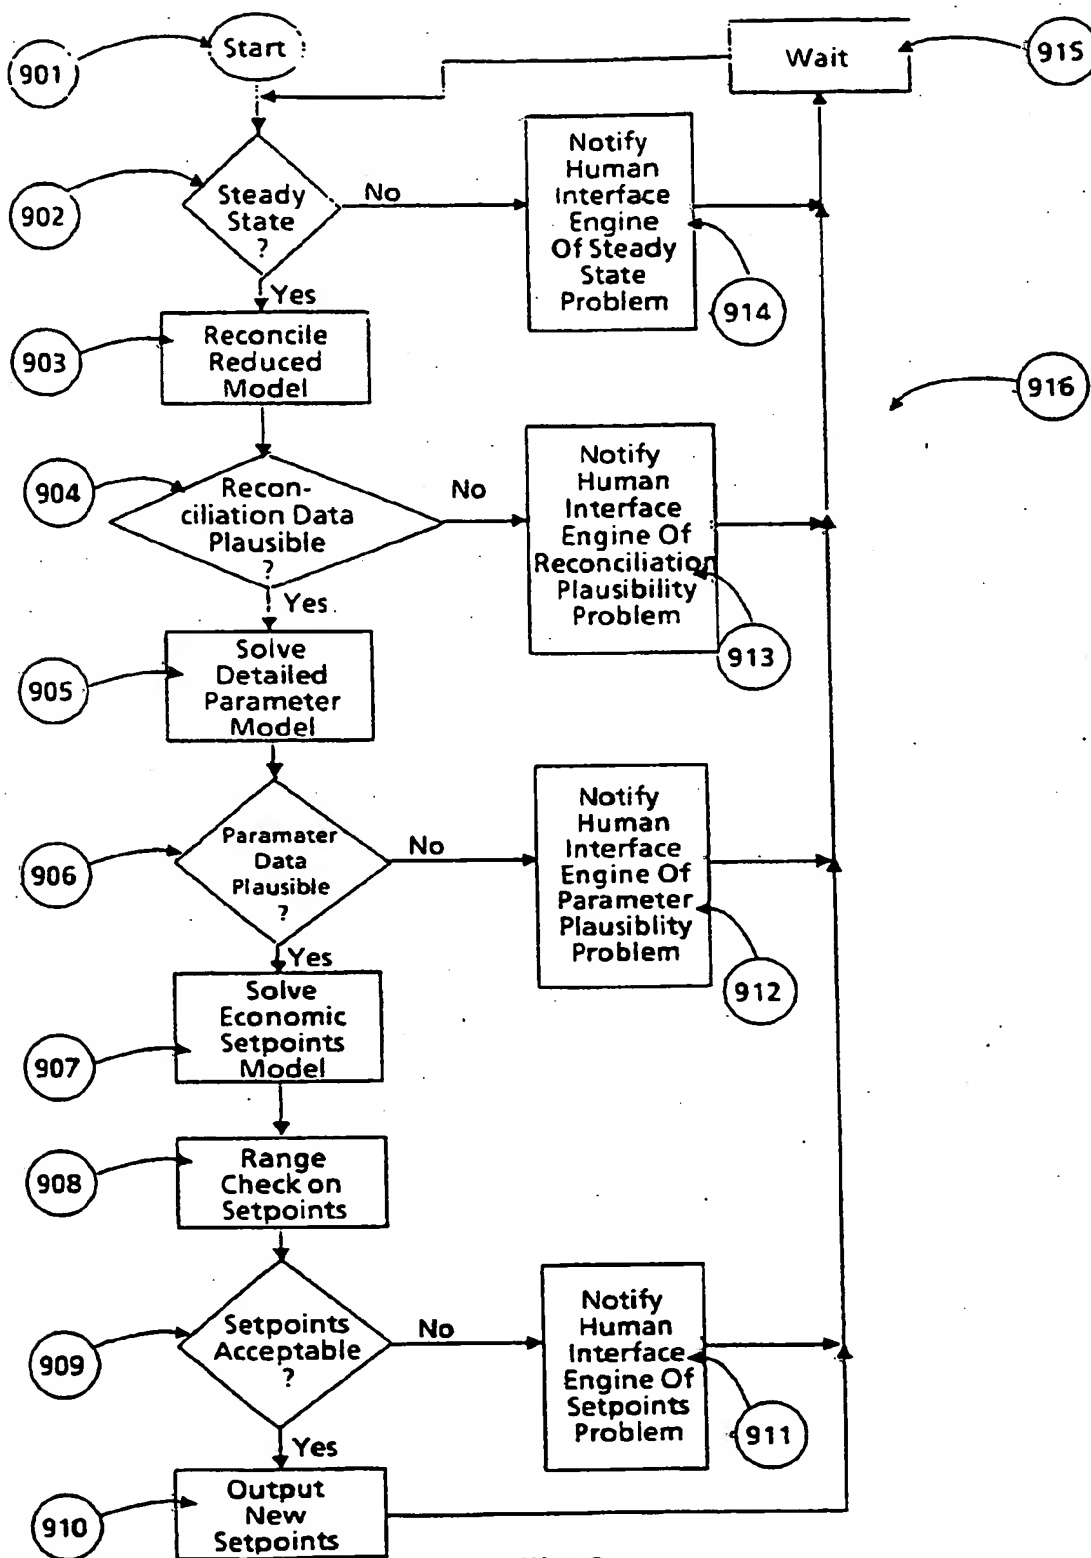 901
Start
Wait
915
902
Steady
State
?
No
Notify
Human
Interface
Engine
Of Steady
State
Problem
914
Yes
903
Reconcile
Reduced
Model
916
904
Recon-
ciliation Data
Plausible
?
No
Notify
Human
Interface
Engine Of
Reconciliation
Plausibility
Problem
913
Yes
905
Solve
Detailed
Parameter
Model
906
Paramater
Data
Plausible
?
No
Notify
Human
Interface
Engine Of
Parameter
Plausiblity
Problem
912
Yes
907
Solve
Economic
Setpoints
Model
908
Range
Check on
Setpoints
909
Setpoints
Acceptable
?
No
Notify
Human
Interface
Engine Of
Setpoints
Problem
911
Yes
910
Output
New
Setpoints